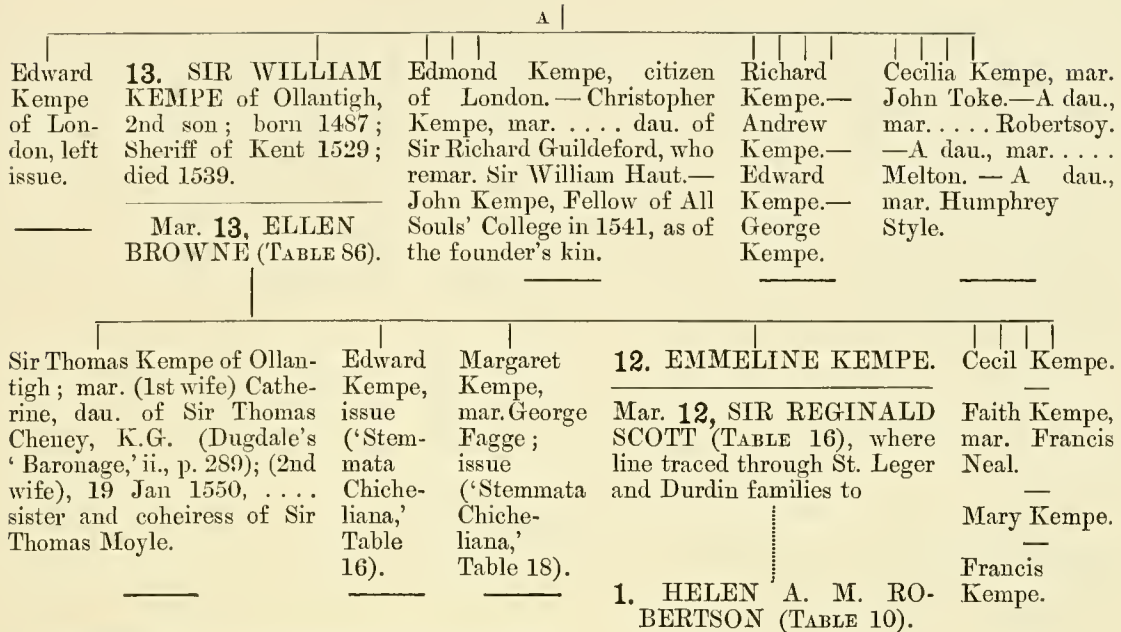 A
Edward
Kempe
of Lon-
don, left
issue.
13. SIR WILLIAM
KEMPE of Ollantigh,
2nd son; born 1487;
Sheriff of Kent 1529;
died 1539.
Mar. 13, ELLEN
BROWNE (TABLE 86).
Edmond Kempe, citizen
of London. — Christopher
Kempe, mar. . . . . dau. of
Sir Richard Guildeford, who
remar. Sir William Haut.—
John Kempe, Fellow of All
Souls' College in 1541, as of
the founder's kin.
Richard
Kempe.—
Andrew
Kempe.—
Edward
Kempe.—
George
Kempe.
Cecilia Kempe, mar.
John Toke.—A dau.,
mar. . . . . Robertsoy.
—A dau., mar. . . . .
Melton. — A dau.,
mar. Humphrey
Style.
Sir Thomas Kempe of Ollan-
tigh; mar. (1st wife) Cathe-
rine, dau. of Sir Thomas
Cheney, K.G. (Dugdale's
' Baronage,' ii., p. 289); (2nd
wife), 19 Jan 1550, . . . .
sister and coheiress of Sir
Thomas Moyle.
Edward
Kempe,
issue
('Stem-
mata
Chiche-
liana,'
Table
16).
Margaret
Kempe,
mar. George
Fagge;
issue
('Stemmata
Chiche-
liana,'
Table 18).
12. EMMELINE KEMPE.
Mar. 12, SIR REGINALD
SCOTT (TABLE 16), where
line traced through St. Leger
and Durdin families to
1. HELEN A. M. RO-
BERTSON (TABLE 10).
Cecil Kempe.
—
Faith Kempe,
mar. Francis
Neal.
—
Mary Kempe.
—
Francis
Kempe.